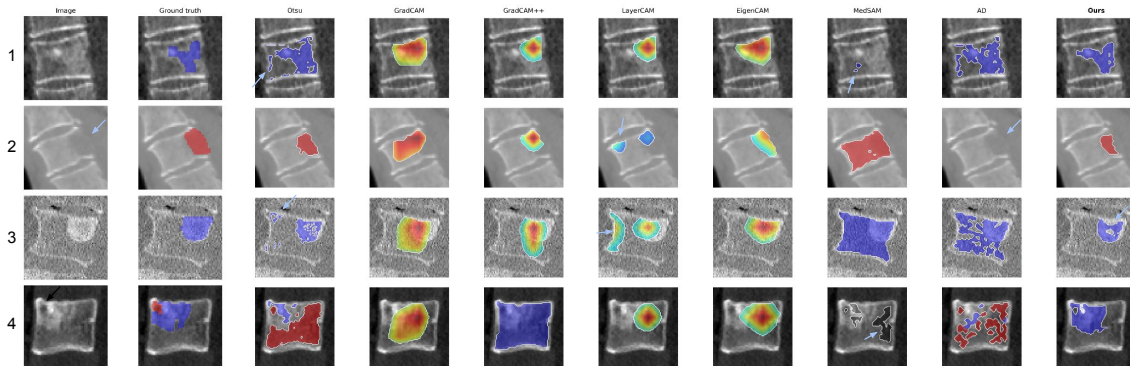 Image Ground truth Otsu GradCAM GradCAM++ LayerCAM EigenCAM MedSAM AD Ours
1
2
3
4